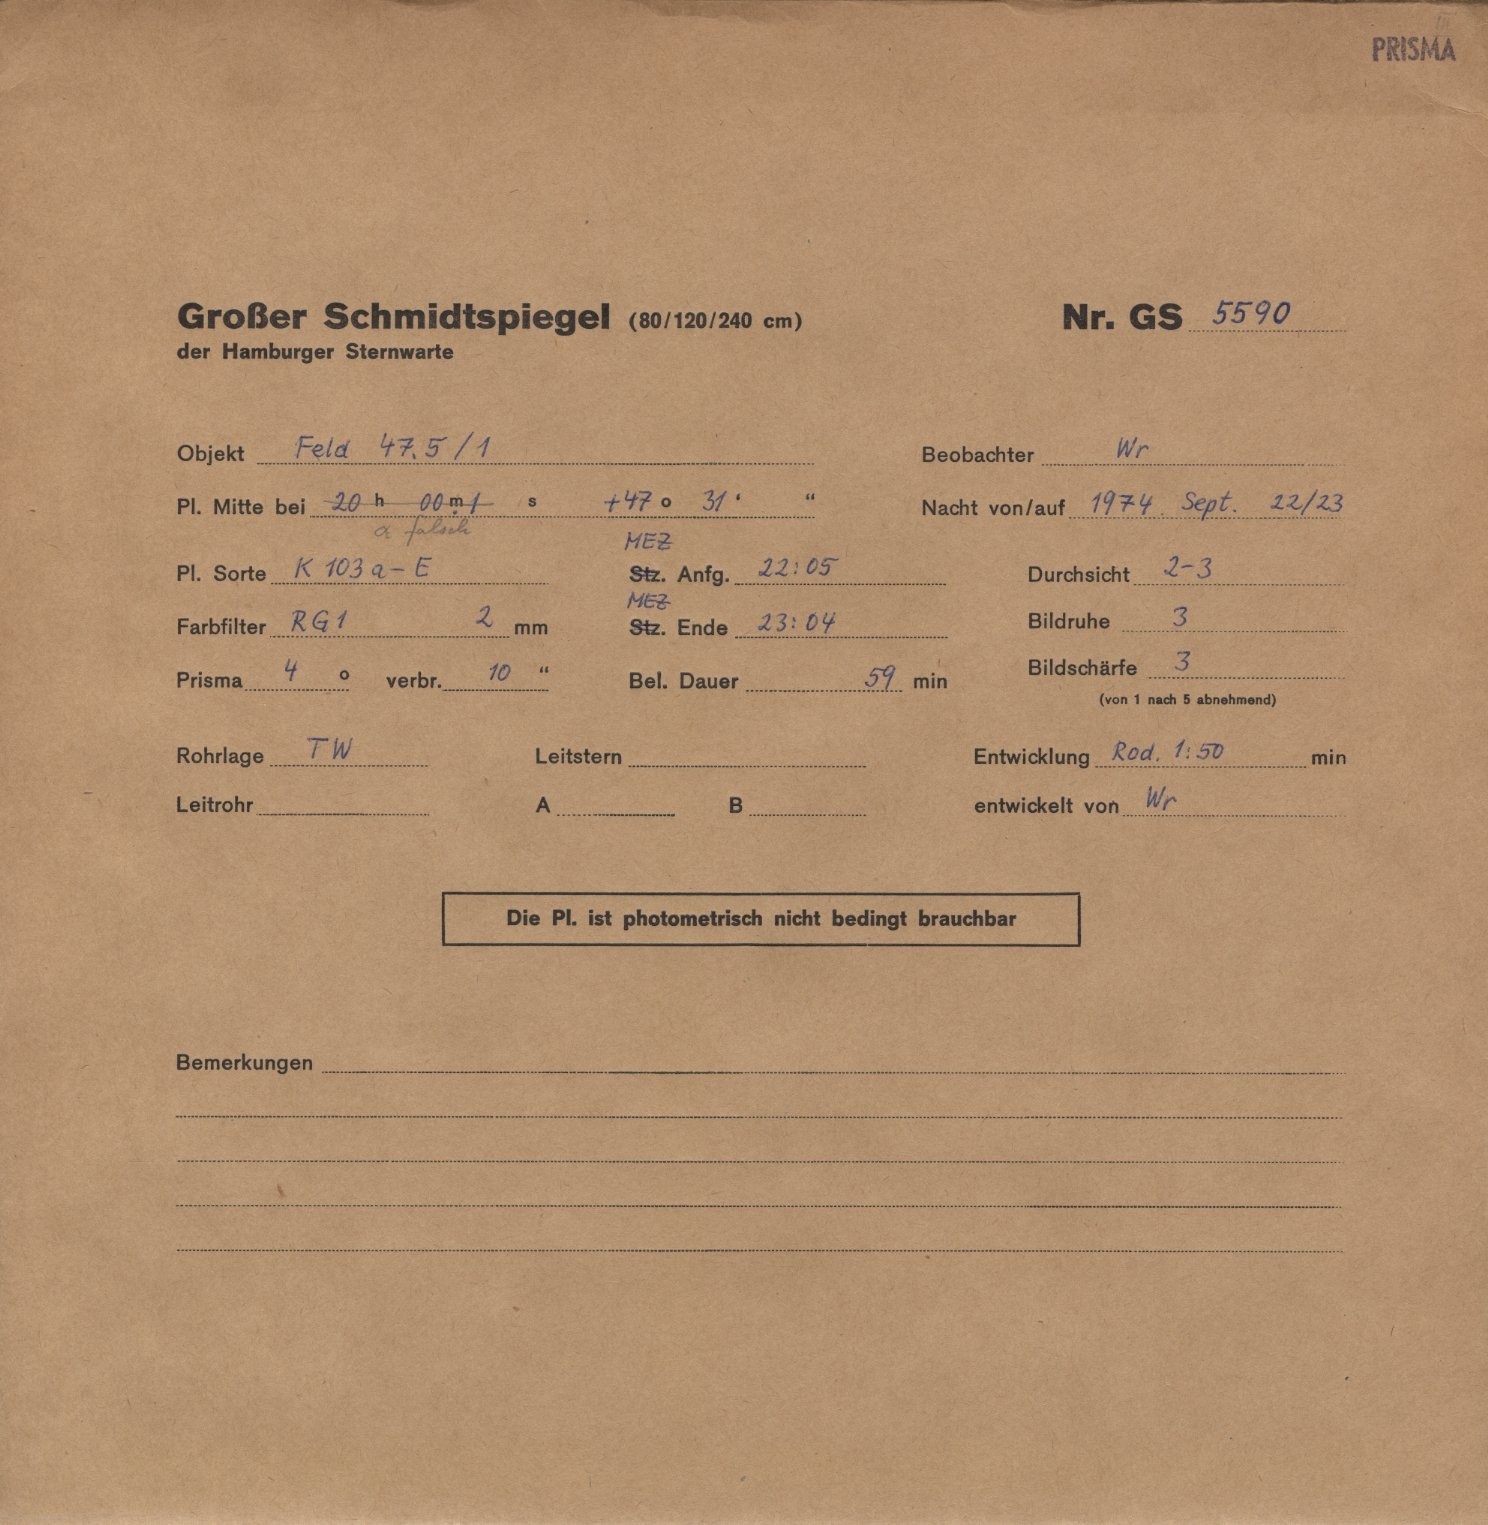 PRISMA
Großer Schmidtspiegel (80/120/240 cm) Nr. GS 5590
der Hamburger Sternwarte
Objekt Feld 47.5/1 Beobachter Wr
Pl. Mitte bei 20 h 00 m.1 s +47 o 31 ' “ Nacht von/auf 1974 Sept. 22/23
α falsch
MEZ
Pl. Sorte K 103a-E Stz. Anfg. 22:05 Durchsicht 2-3
MEZ
Farbfilter RG1 2 mm Stz. Ende 23:04 Bildruhe 3
Prisma 4 o verbr. 10 “ Bel. Dauer 59 min Bildschärfe 3
(von 1 nach 5 abnehmend)
Rohrlage TW Leitstern Entwicklung Rod. 1:50 min
Leitrohr A B entwickelt von Wr
Die Pl. ist photometrisch nicht bedingt brauchbar
Bemerkungen